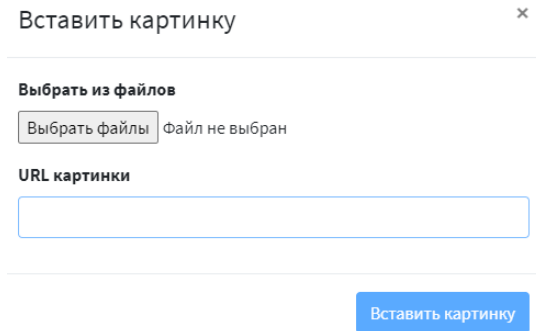 Вставить картинку
×
Выбрать из файлов
Выбрать файлы Файл не выбран
URL картинки
Вставить картинку